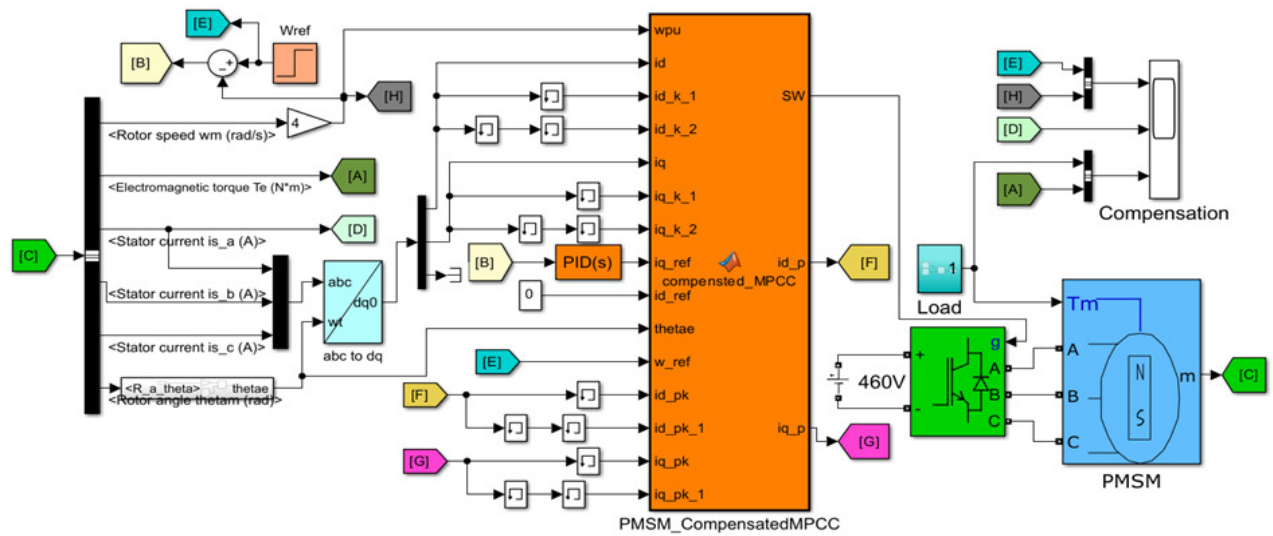 [E]
Wref
[B]
_+
[H]
4
<Rotor speed wm (rad/s)>
[A]
<Electromagnetic torque Te (N*m)>
[D]
<Stator current is_a (A)>
[C]
<Stator current is_b (A)>
<Stator current is_c (A)>
abc
dq0
wt
abc to dq
<R_a_theta>
thetae
<Rotor angle thetam (rad)>
[B]
PID(s)
0
[E]
[F]
[G]
wpu
id
id_k_1
id_k_2
iq
iq_k_1
iq_k_2
iq_ref
id_ref
thetae
w_ref
id_pk
id_pk_1
iq_pk
iq_pk_1
compensted_MPCC
SW
id_p
iq_p
PMSM_CompensatedMPCC
[F]
[G]
[E]
[H]
[D]
[A]
Compensation
1
Load
460V
+
-
g
A
B
C
Tm
A
B
C
N
S
m
PMSM
[C]